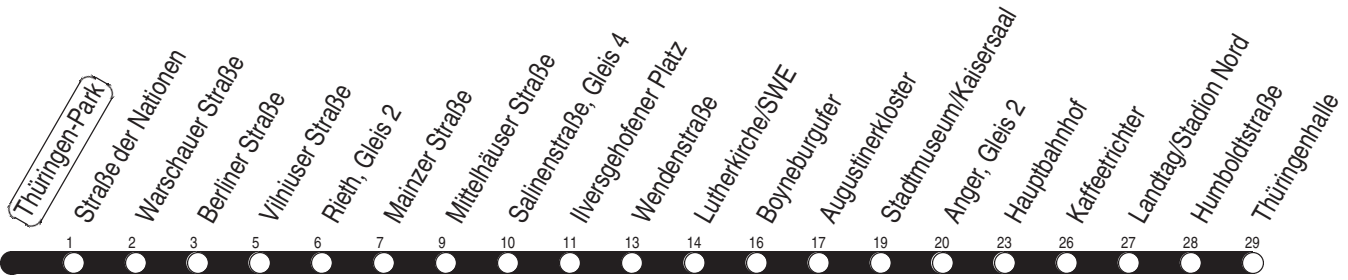 Thüringen-Park
Straße der Nationen
Warschauer Straße
Berliner Straße
Vilniuser Straße
Rieth, Gleis 2
Mainzer Straße
Mittelhäuser Straße
Salinenstraße, Gleis 4
Ilversgehofener Platz
Wendenstraße
Lutherkirche/SWE
Boyneburgufer
Augustinerkloster
Stadtmuseum/Kaisersaal
Anger, Gleis 2
Hauptbahnhof
Kaffeetrichter
Landtag/Stadion Nord
Humboldtstraße
Thüringenhalle
1 2 3 5 6 7 9 10 11 13 14 16 17 19 20 23 26 27 28 29